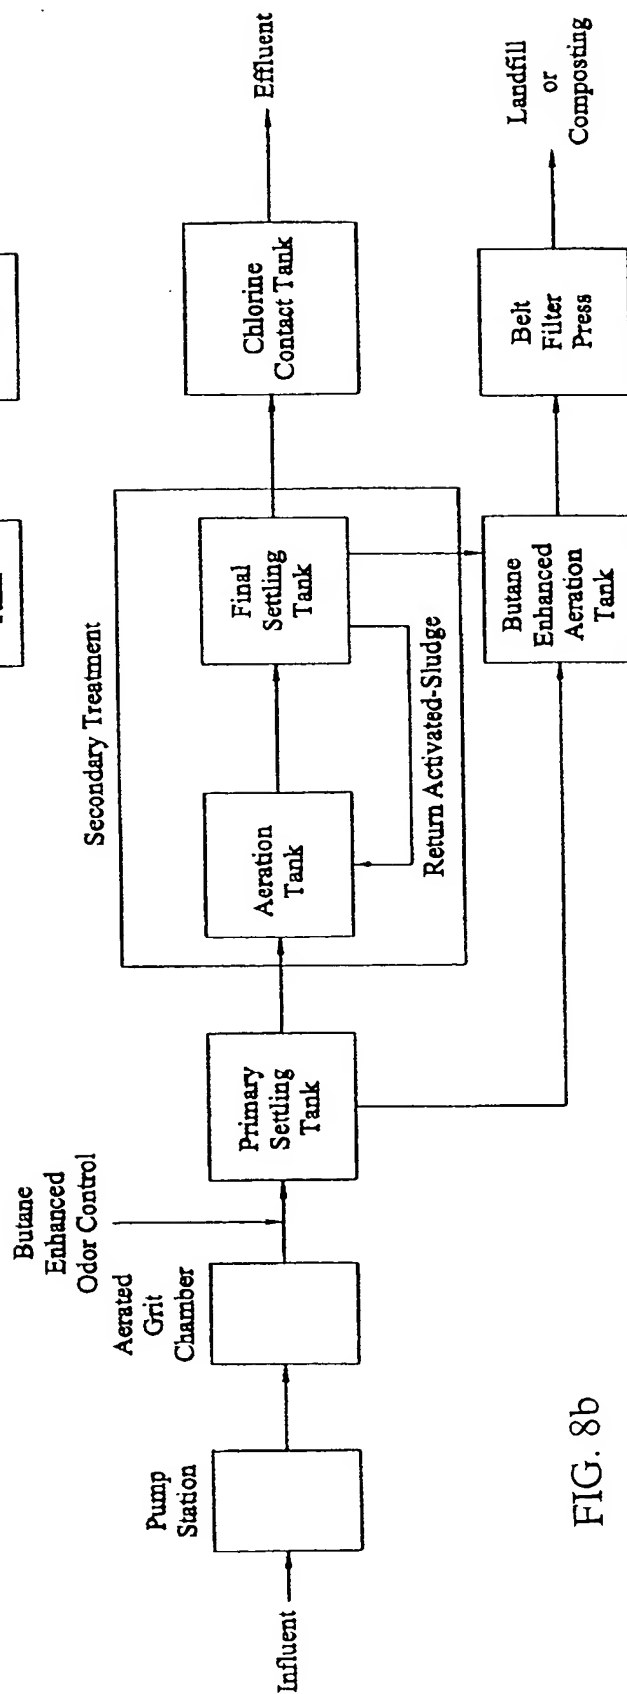 Influent
Pump
Station
Aerated
Grit
Chamber
Butane
Enhanced
Odor Control
Primary
Settling
Tank
Secondary Treatment
Aeration
Tank
Final
Settling
Tank
Return Activated-Sludge
Chlorine
Contact Tank
Effluent
Butane
Enhanced
Aeration
Tank
Belt
Filter
Press
Landfill
or
Composting
FIG. 8b